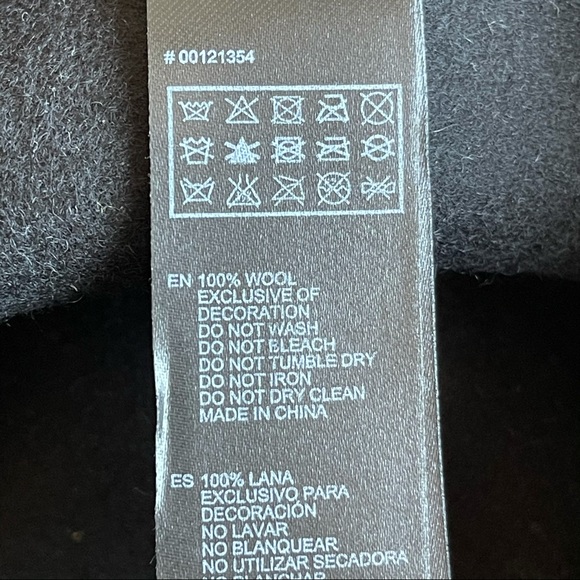 # 00121354
EN 100% WOOL
EXCLUSIVE OF
DECORATION
DO NOT WASH
DO NOT BLEACH
DO NOT TUMBLE DRY
DO NOT IRON
DO NOT DRY CLEAN
MADE IN CHINA
ES 100% LANA
EXCLUSIVO PARA
DECORACIÓN
NO LAVAR
NO BLANQUEAR
NO UTILIZAR SECADORA
NO PLANCHAR